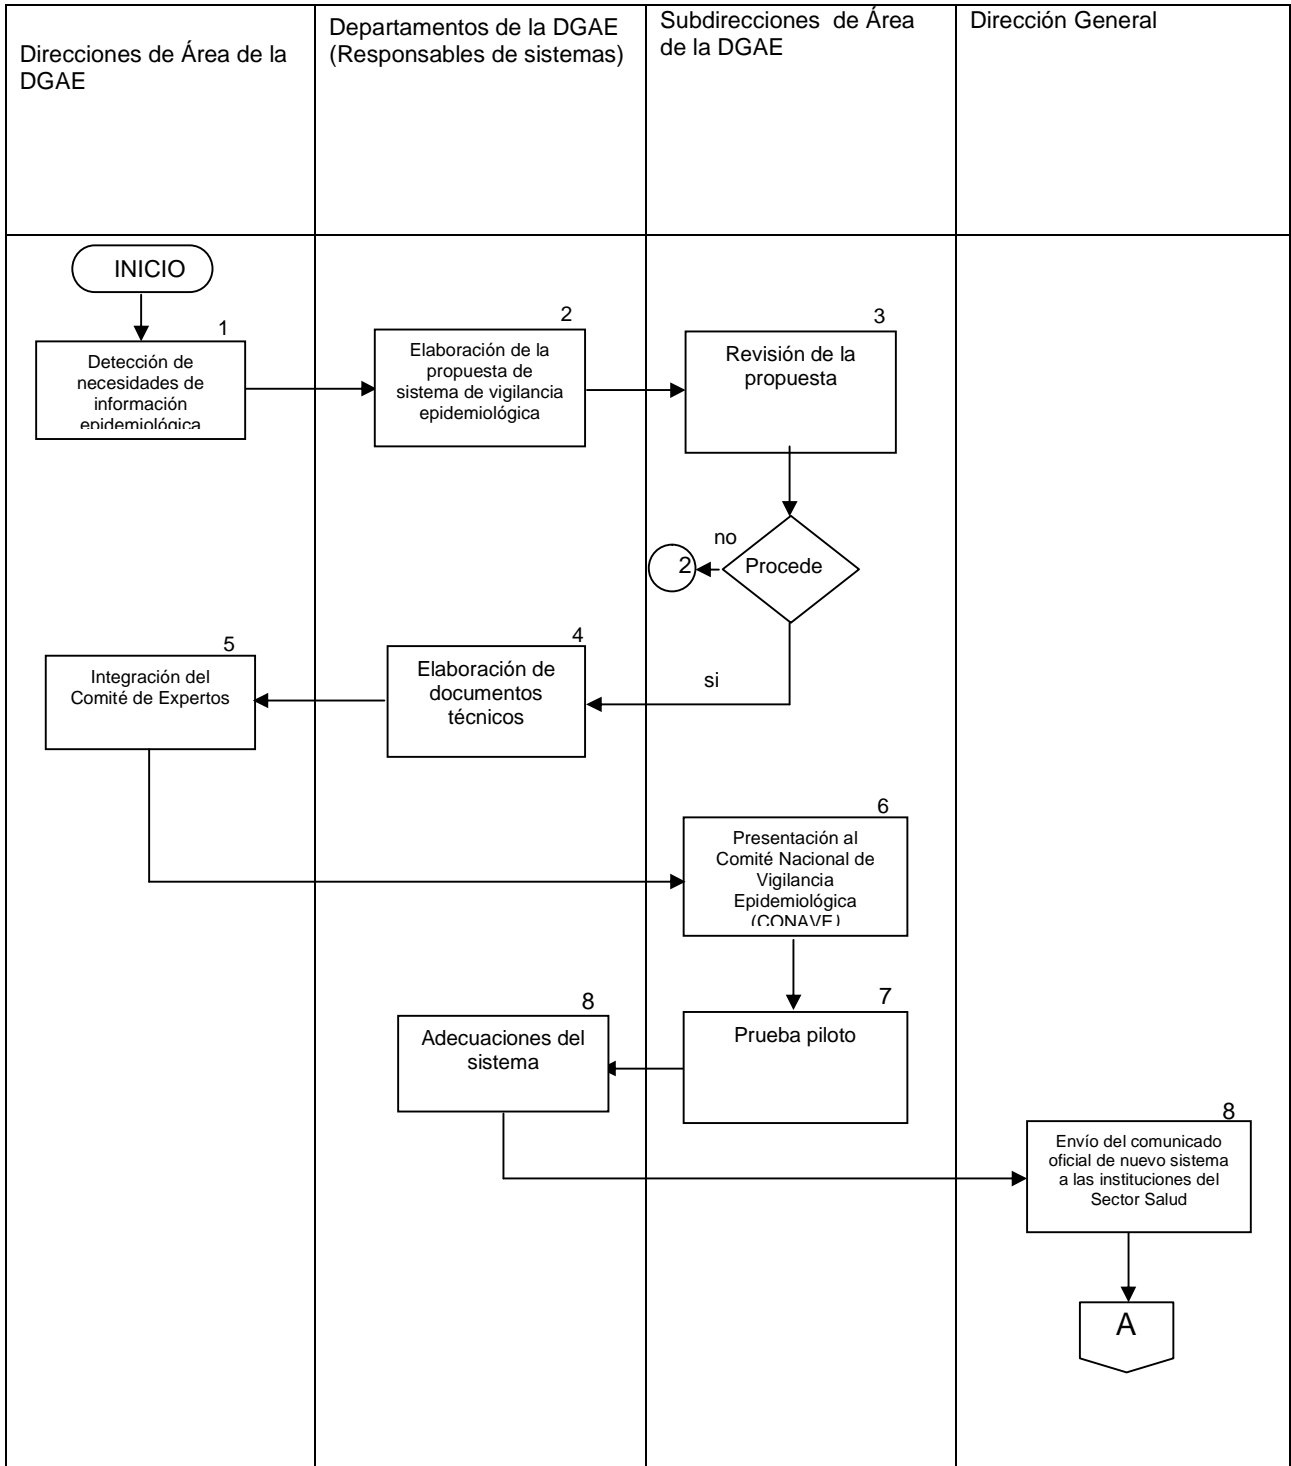 Direcciones de Área de la
DGAE
Departamentos de la DGAE
(Responsables de sistemas)
Subdirecciones de Área
de la DGAE
Dirección General
INICIO
1
Detección de
necesidades de
información
epidemiológica
2
Elaboración de la
propuesta de
sistema de vigilancia
epidemiológica
3
Revisión de la
propuesta
no
2
Procede
si
4
Elaboración de
documentos
técnicos
5
Integración del
Comité de Expertos
6
Presentación al
Comité Nacional de
Vigilancia
Epidemiológica
(CONAVE)
7
Prueba piloto
8
Adecuaciones del
sistema
8
Envío del comunicado
oficial de nuevo sistema
a las instituciones del
Sector Salud
A